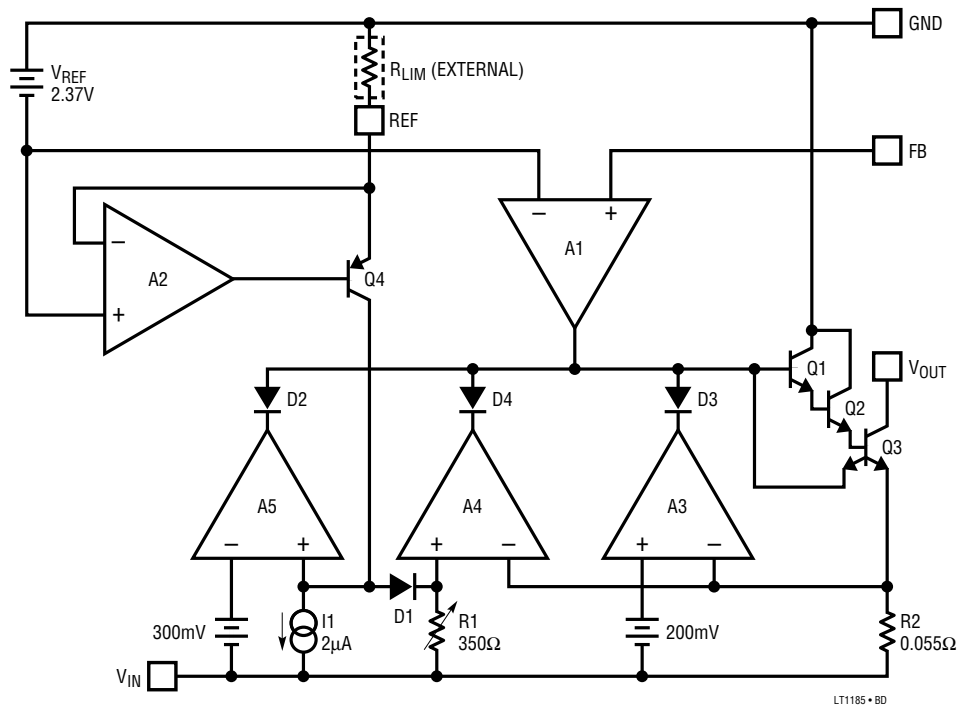 GND
V_REF
2.37V
R_LIM (EXTERNAL)
REF
FB
−
+
A1
−
A2
+
Q4
Q1
V_OUT
D2
D4
D3
Q2
Q3
A5
A4
A3
−
+
+
−
+
−
300mV
I1
2µA
D1
R1
350Ω
200mV
R2
0.055Ω
V_IN
LT1185 • BD